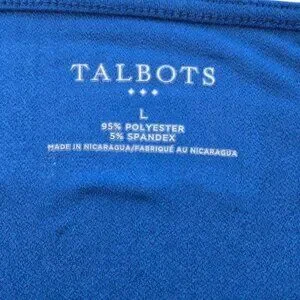 TALBOTS
L
95% POLYESTER
5% SPANDEX
MADE IN NICARAGUA/FABRIQUÉ AU NICARAGUA